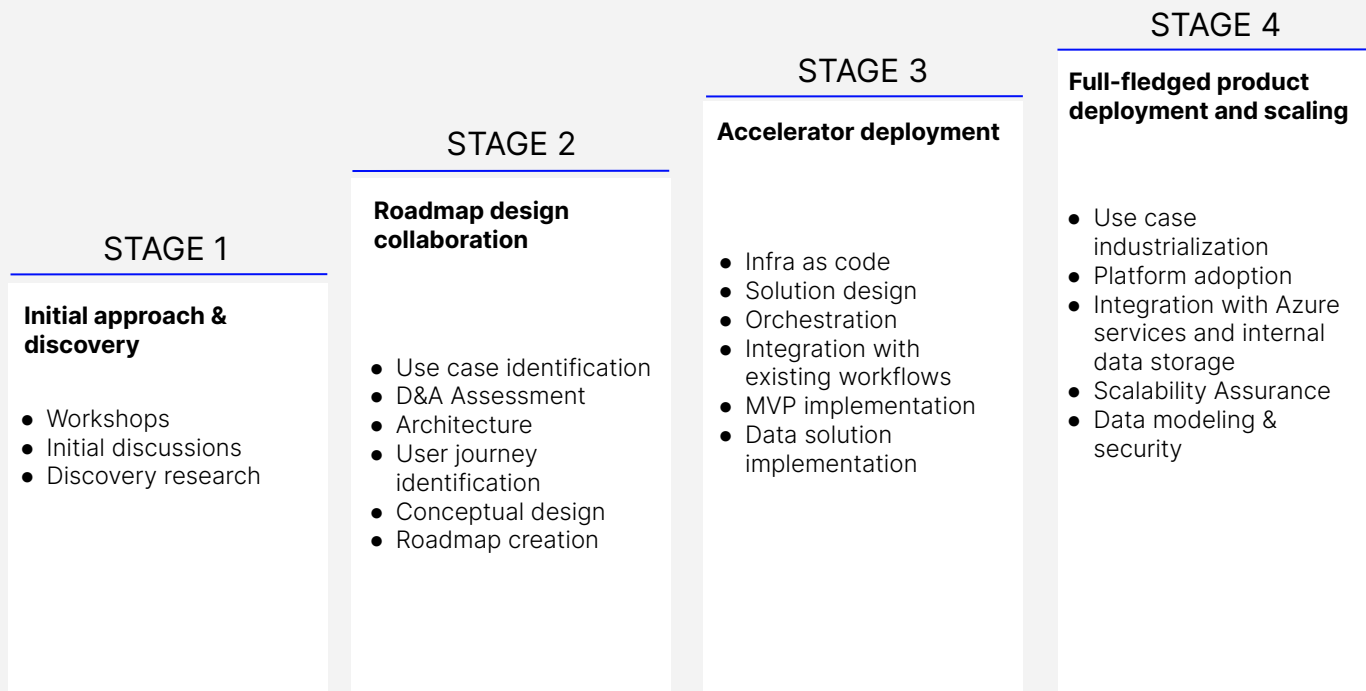 STAGE 1
Initial approach &
discovery
● Workshops
● Initial discussions
● Discovery research
STAGE 2
Roadmap design
collaboration
● Use case identification
● D&A Assessment
● Architecture
● User journey
identification
● Conceptual design
● Roadmap creation
STAGE 3
Accelerator deployment
● Infra as code
● Solution design
● Orchestration
● Integration with
existing workflows
● MVP implementation
● Data solution
implementation
STAGE 4
Full-fledged product
deployment and scaling
● Use case
industrialization
● Platform adoption
● Integration with Azure
services and internal
data storage
● Scalability Assurance
● Data modeling &
security